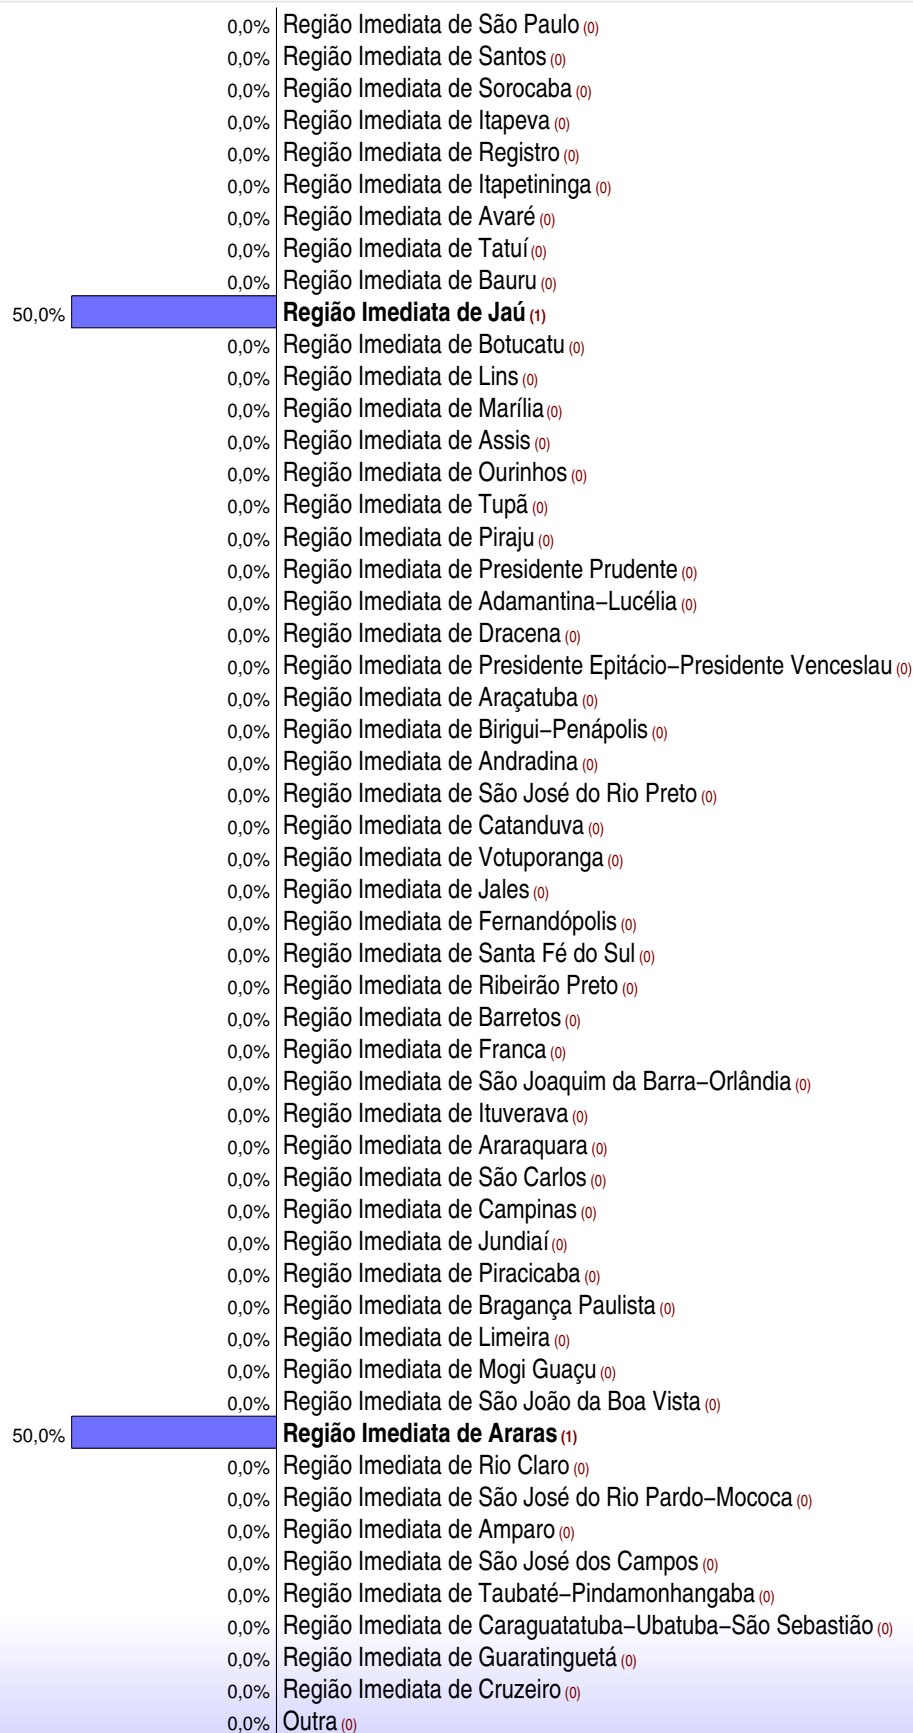 0,0% Região Imediata de São Paulo (0)
0,0% Região Imediata de Santos (0)
0,0% Região Imediata de Sorocaba (0)
0,0% Região Imediata de Itapeva (0)
0,0% Região Imediata de Registro (0)
0,0% Região Imediata de Itapetininga (0)
0,0% Região Imediata de Avaré (0)
0,0% Região Imediata de Tatuí (0)
0,0% Região Imediata de Bauru (0)
50,0% Região Imediata de Jaú (1)
0,0% Região Imediata de Botucatu (0)
0,0% Região Imediata de Lins (0)
0,0% Região Imediata de Marília (0)
0,0% Região Imediata de Assis (0)
0,0% Região Imediata de Ourinhos (0)
0,0% Região Imediata de Tupã (0)
0,0% Região Imediata de Piraju (0)
0,0% Região Imediata de Presidente Prudente (0)
0,0% Região Imediata de Adamantina–Lucélia (0)
0,0% Região Imediata de Dracena (0)
0,0% Região Imediata de Presidente Epitácio–Presidente Venceslau (0)
0,0% Região Imediata de Araçatuba (0)
0,0% Região Imediata de Birigui–Penápolis (0)
0,0% Região Imediata de Andradina (0)
0,0% Região Imediata de São José do Rio Preto (0)
0,0% Região Imediata de Catanduva (0)
0,0% Região Imediata de Votuporanga (0)
0,0% Região Imediata de Jales (0)
0,0% Região Imediata de Fernandópolis (0)
0,0% Região Imediata de Santa Fé do Sul (0)
0,0% Região Imediata de Ribeirão Preto (0)
0,0% Região Imediata de Barretos (0)
0,0% Região Imediata de Franca (0)
0,0% Região Imediata de São Joaquim da Barra–Orlândia (0)
0,0% Região Imediata de Ituverava (0)
0,0% Região Imediata de Araraquara (0)
0,0% Região Imediata de São Carlos (0)
0,0% Região Imediata de Campinas (0)
0,0% Região Imediata de Jundiaí (0)
0,0% Região Imediata de Piracicaba (0)
0,0% Região Imediata de Bragança Paulista (0)
0,0% Região Imediata de Limeira (0)
0,0% Região Imediata de Mogi Guaçu (0)
0,0% Região Imediata de São João da Boa Vista (0)
50,0% Região Imediata de Araras (1)
0,0% Região Imediata de Rio Claro (0)
0,0% Região Imediata de São José do Rio Pardo–Mococa (0)
0,0% Região Imediata de Amparo (0)
0,0% Região Imediata de São José dos Campos (0)
0,0% Região Imediata de Taubaté–Pindamonhangaba (0)
0,0% Região Imediata de Caraguatatuba–Ubatuba–São Sebastião (0)
0,0% Região Imediata de Guaratinguetá (0)
0,0% Região Imediata de Cruzeiro (0)
0,0% Outra (0)